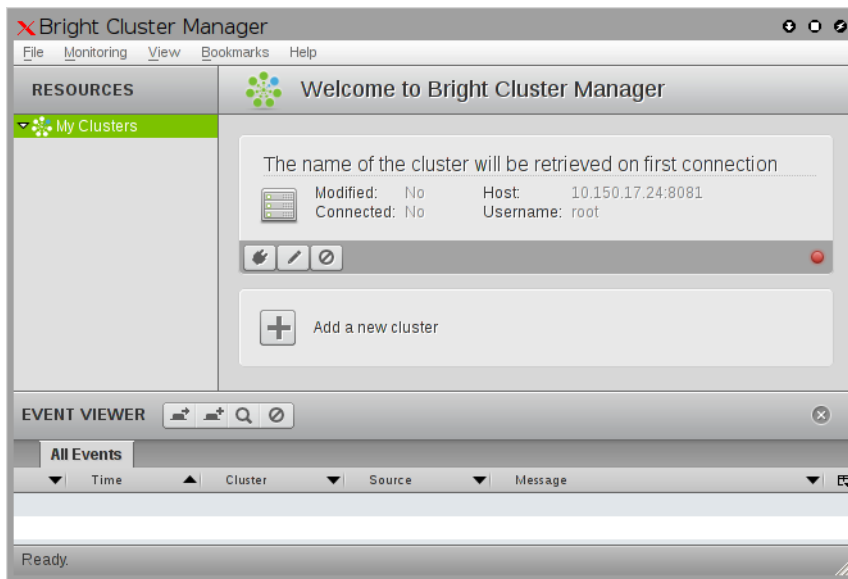 Bright Cluster Manager
File Monitoring View Bookmarks Help
RESOURCES
Welcome to Bright Cluster Manager
My Clusters
The name of the cluster will be retrieved on first connection
Modified: No Host: 10.150.17.24:8081
Connected: No Username: root
Add a new cluster
EVENT VIEWER
All Events
Time Cluster Source Message
Ready.